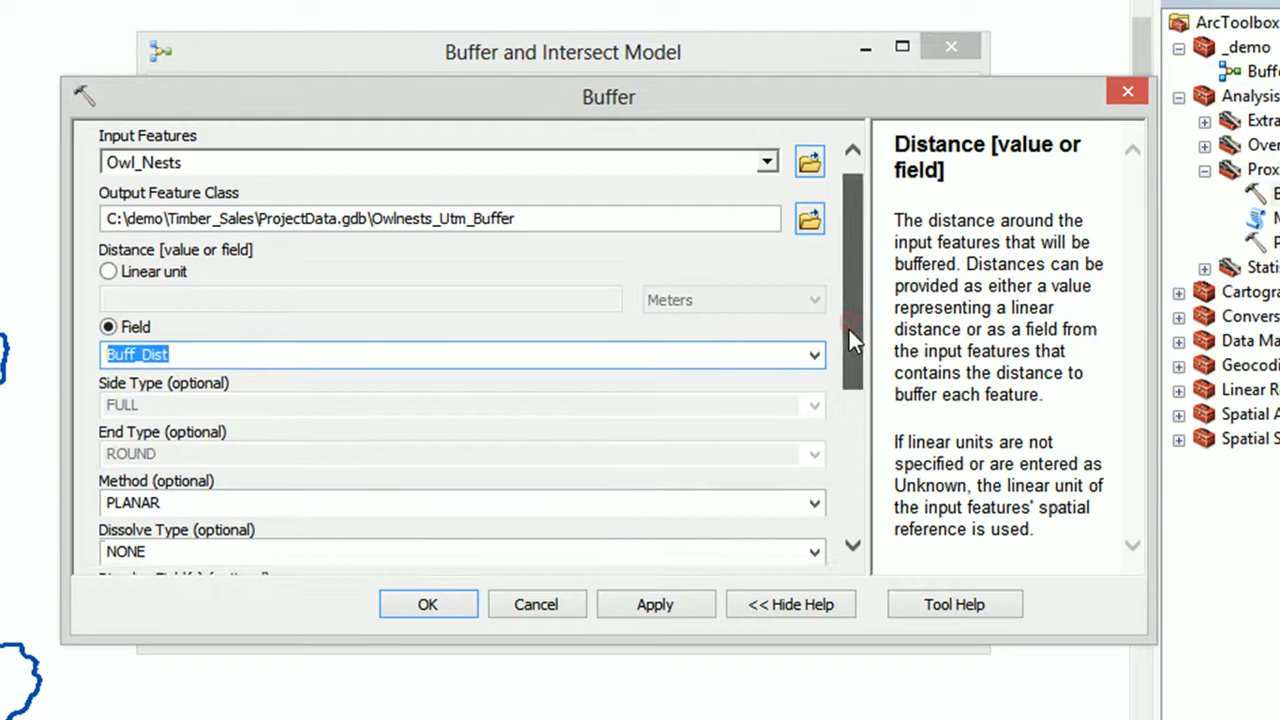 Buffer and Intersect Model
Buffer
Input Features
Owl_Nests
Output Feature Class
C:\demo\Timber_Sales\ProjectData.gdb\Owlnests_Utm_Buffer
Distance [value or field]
Linear unit
Meters
Field
Buff_Dist
Side Type (optional)
FULL
End Type (optional)
ROUND
Method (optional)
PLANAR
Dissolve Type (optional)
NONE
OK
Cancel
Apply
<< Hide Help
Tool Help
Distance [value or
field]
The distance around the
input features that will be
buffered. Distances can be
provided as either a value
representing a linear
distance or as a field from
the input features that
contains the distance to
buffer each feature.
If linear units are not
specified or are entered as
Unknown, the linear unit of
the input features' spatial
reference is used.
ArcToolbox
_demo
Buffe
Analysis
Extra
Over
Prox
Stati
Cartogra
Convers
Data Ma
Geocodi
Linear R
Spatial A
Spatial S